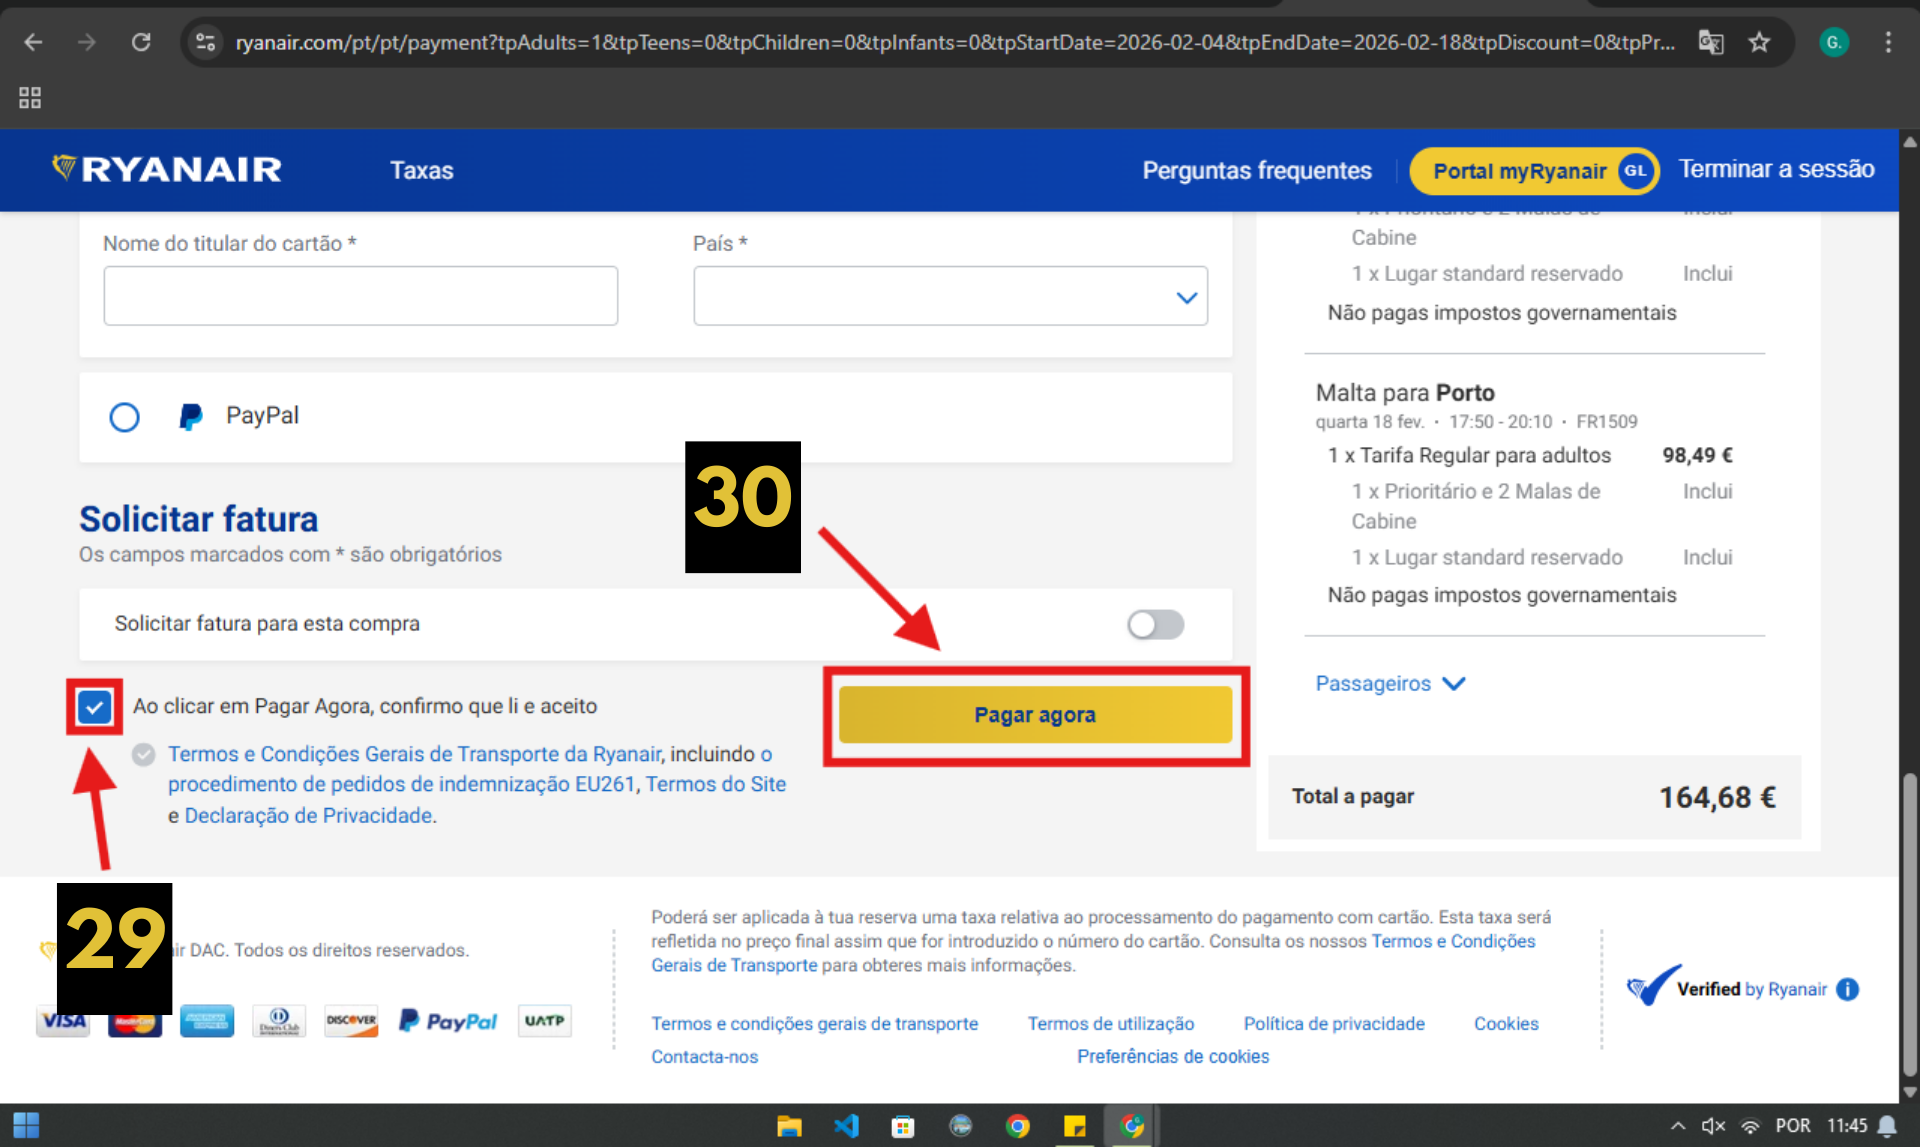 ryanair.com/pt/pt/payment?tpAdults=1&tpTeens=0&tpChildren=0&tpInfants=0&tpStartDate=2026-02-04&tpEndDate=2026-02-18&tpDiscount=0&tpPr...
G.
RYANAIR
Taxas
Perguntas frequentes
Portal myRyanair GL
Terminar a sessão
Nome do titular do cartão *
País *
PayPal
30
Solicitar fatura
Os campos marcados com * são obrigatórios
Solicitar fatura para esta compra
Ao clicar em Pagar Agora, confirmo que li e aceito
Termos e Condições Gerais de Transporte da Ryanair, incluindo o
procedimento de pedidos de indemnização EU261, Termos do Site
e Declaração de Privacidade.
Pagar agora
1 x Prioritário e 2 Malas de
Cabine
Inclui
1 x Lugar standard reservado Inclui
Não pagas impostos governamentais
Malta para Porto
quarta 18 fev. · 17:50 - 20:10 · FR1509
1 x Tarifa Regular para adultos 98,49 €
1 x Prioritário e 2 Malas de Inclui
Cabine
1 x Lugar standard reservado Inclui
Não pagas impostos governamentais
Passageiros
Total a pagar 164,68 €
29
ir DAC. Todos os direitos reservados.
VISA
MasterCard
Diners Club
INTERNATIONAL
DISCOVER
PayPal
UATP
Poderá ser aplicada à tua reserva uma taxa relativa ao processamento do pagamento com cartão. Esta taxa será
refletida no preço final assim que for introduzido o número do cartão. Consulta os nossos Termos e Condições
Gerais de Transporte para obteres mais informações.
Termos e condições gerais de transporte Termos de utilização Política de privacidade Cookies
Contacta-nos Preferências de cookies
Verified by Ryanair
POR 11:45